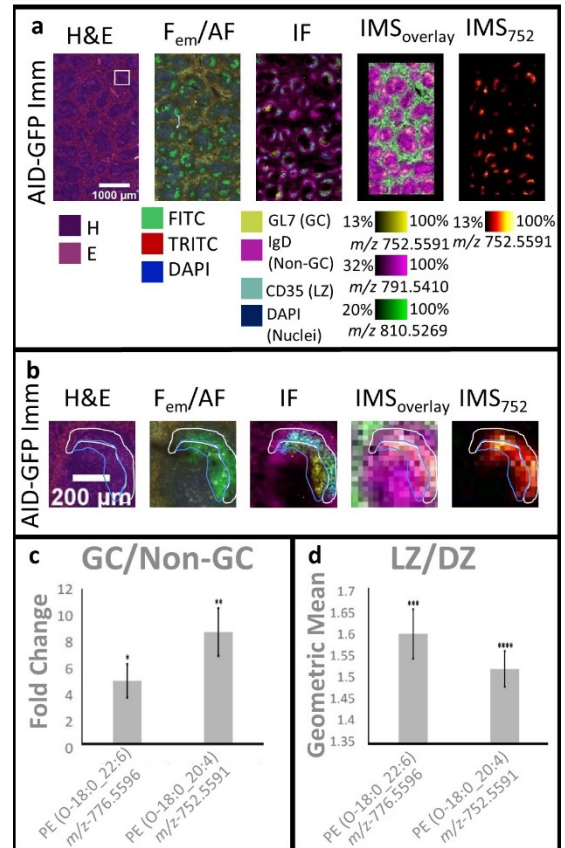 a
H&E
Fem/AF
IF
IMSoverlay
IMS752
AID-GFP Imm
1000 μm
H
E
FITC
TRITC
DAPI
GL7 (GC)
IgD
(Non-GC)
CD35 (LZ)
DAPI
(Nuclei)
13% 100%
m/z 752.5591
32% 100%
m/z 791.5410
20% 100%
m/z 810.5269
13% 100%
m/z 752.5591
b
H&E
Fem/AF
IF
IMSoverlay
IMS752
AID-GFP Imm
200 μm
c
GC/Non-GC
Fold Change
12
10
8
6
4
2
0
*
**
PE (O-18:0_22:6)
m/z-776.5596
PE (O-18:0_20:4)
m/z-752.5591
d
LZ/DZ
Geometric Mean
1.7
1.65
1.6
1.55
1.5
1.45
1.4
1.35
***
****
PE (O-18:0_22:6)
m/z-776.5596
PE (O-18:0_20:4)
m/z-752.5591